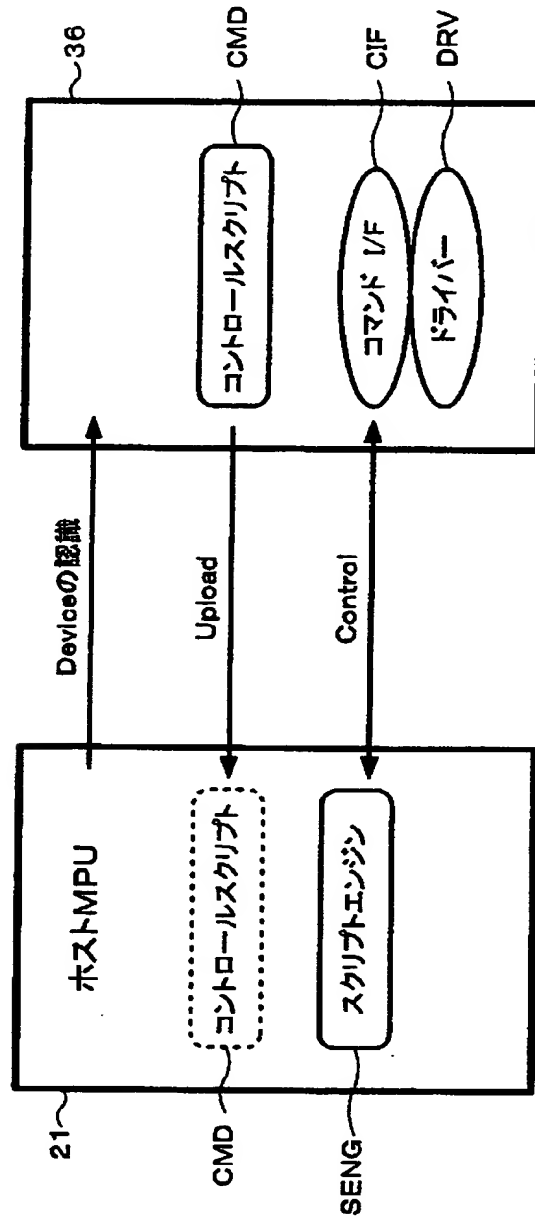 21
ホストMPU
コントロールスクリプト
CMD
スクリプトエンジン
SENG
Deviceの認識
Upload
Control
36
コントロールスクリプト
CMD
コマンド I/F
CIF
ドライバー
DRV